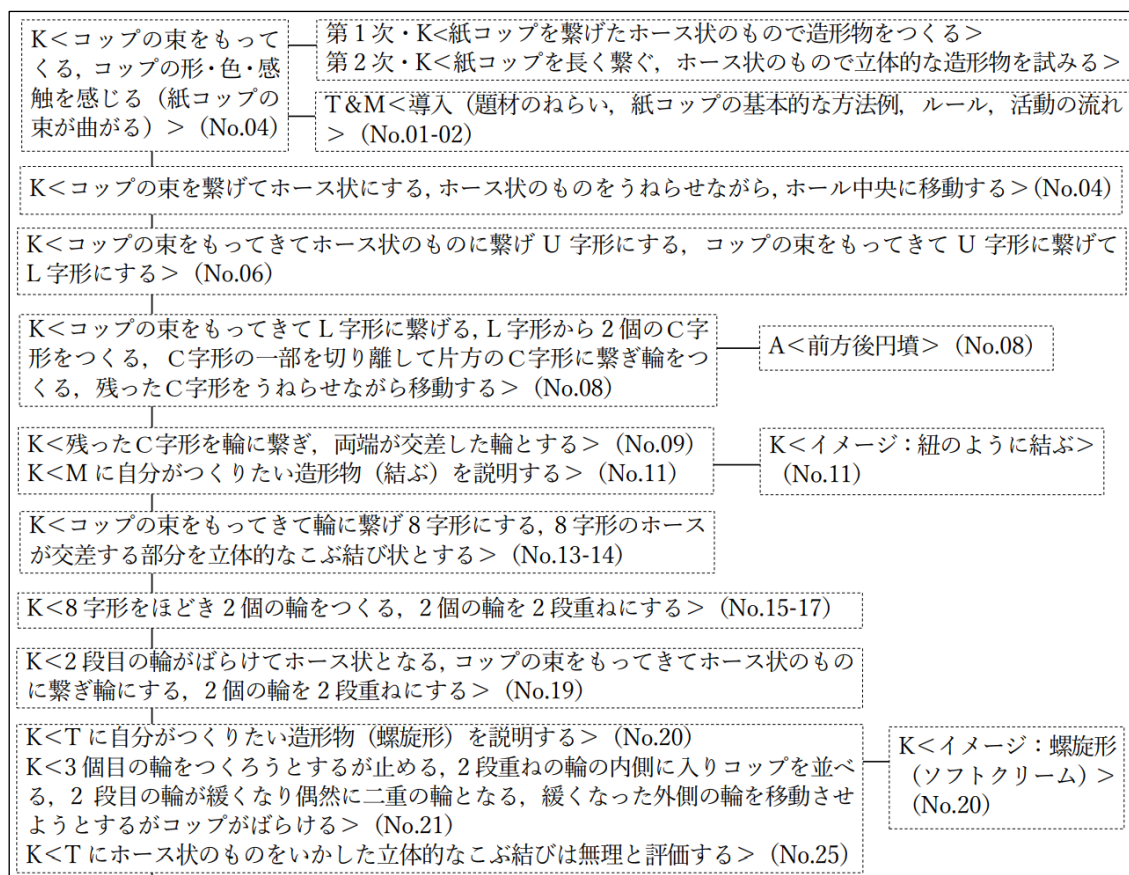 K＜コップの束をもって
くる，コップの形・色・感
触を感じる（紙コップの
束が曲がる）＞（No.04）
第１次・K<紙コップを繋げたホース状のもので造形物をつくる＞
第２次・K＜紙コップを長く繋ぐ，ホース状のもので立体的な造形物を試みる＞
T＆M＜導入（題材のねらい，紙コップの基本的な方法例，ルール，活動の流れ
＞（No.01-02）
K＜コップの束を繋げてホース状にする，ホース状のものをうねらせながら，ホール中央に移動する＞（No.04）
K＜コップの束をもってきてホース状のものに繋げ U 字形にする，コップの束をもってきて U 字形に繋げて
L 字形にする＞（No.06）
K＜コップの束をもってきて L 字形に繋げる，L 字形から 2 個のＣ字
形をつくる，Ｃ字形の一部を切り離して片方のＣ字形に繋ぎ輪をつ
くる，残ったＣ字形をうねらせながら移動する＞（No.08）
A＜前方後円墳＞（No.08）
K＜残ったＣ字形を輪に繋ぎ，両端が交差した輪とする＞（No.09）
K＜M に自分がつくりたい造形物（結ぶ）を説明する＞（No.11）
K＜イメージ：紐のように結ぶ＞
（No.11）
K＜コップの束をもってきて輪に繋げ 8 字形にする，8 字形のホース
が交差する部分を立体的なこぶ結び状とする＞（No.13-14）
K＜8 字形をほどき 2 個の輪をつくる，2 個の輪を 2 段重ねにする＞（No.15-17）
K＜2 段目の輪がばらけてホース状となる，コップの束をもってきてホース状のもの
に繋ぎ輪にする，2 個の輪を 2 段重ねにする＞（No.19）
K＜T に自分がつくりたい造形物（螺旋形）を説明する＞（No.20）
K＜3 個目の輪をつくろうとするが止める，2 段重ねの輪の内側に入りコップを並べ
る，2 段目の輪が緩くなり偶然に二重の輪となる，緩くなった外側の輪を移動させ
ようとするがコップがばらける＞（No.21）
K＜T にホース状のものをいかした立体的なこぶ結びは無理と評価する＞（No.25）
K＜イメージ：螺旋形
（ソフトクリーム）＞
（No.20）